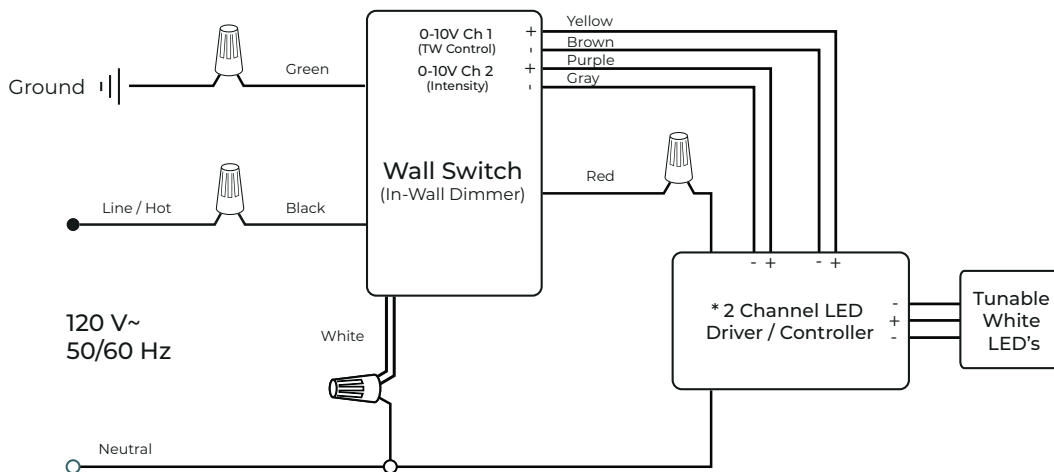 Yellow
0-10V Ch 1
+
(TW Control)
-
Brown
Purple
0-10V Ch 2
+
(Intensity)
-
Gray
Ground
Green
Wall Switch
(In-Wall Dimmer)
Red
Line / Hot
Black
- +
- +
* 2 Channel LED
Driver / Controller
-
+
-
Tunable
White
LED's
120 V~
50/60 Hz
White
Neutral